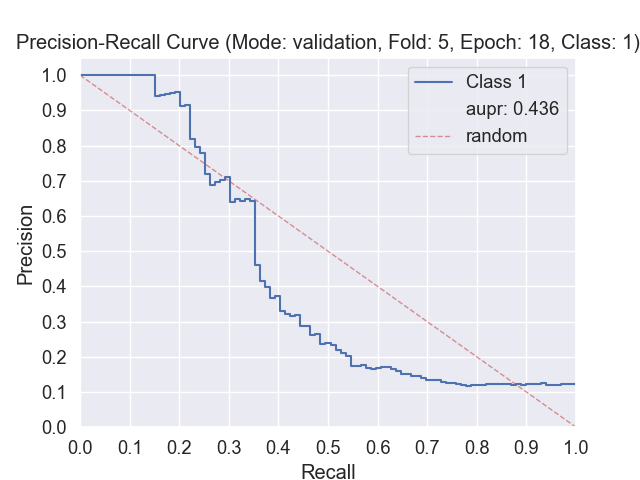 Precision-Recall Curve (Mode: validation, Fold: 5, Epoch: 18, Class: 1)
Class 1
aupr: 0.436
random
1.0
0.9
0.8
0.7
0.6
0.5
0.4
0.3
0.2
0.1
0.0
Precision
0.0 0.1 0.2 0.3 0.4 0.5 0.6 0.7 0.8 0.9 1.0
Recall